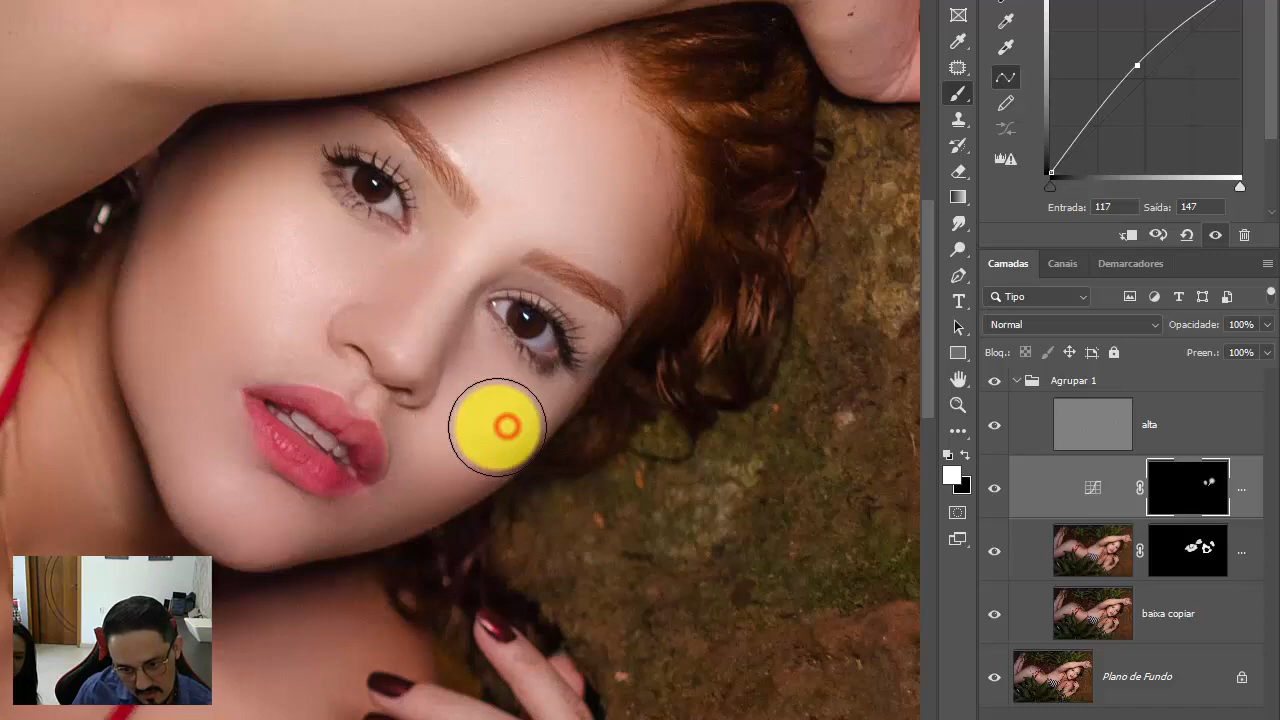 Entrada: 117 Saída: 147
Camadas Canais Demarcadores
Tipo
Normal Opacidade: 100%
Bloq.: Preen.: 100%
Agrupar 1
alta
...
...
baixa copiar
Plano de Fundo